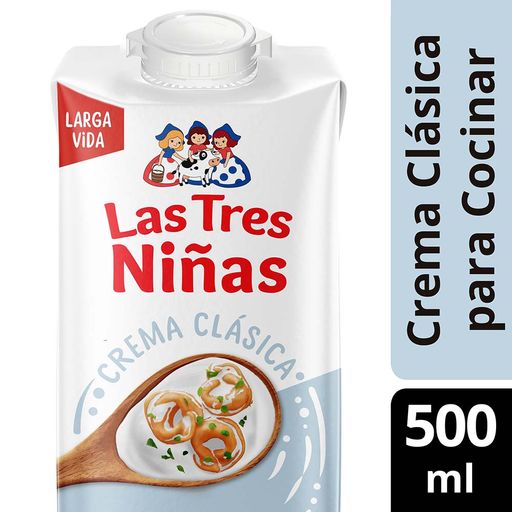 LARGA
ViDA
Las Tres
Niñas
CREMA CLÁSICA
Crema Clásica
para Cocinar
500
ml